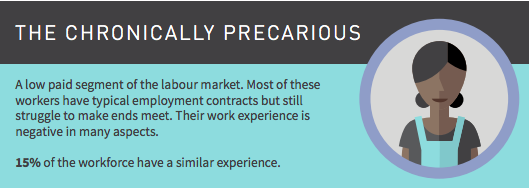 THE CHRONICALLY PRECARIOUS
A low paid segment of the labour market. Most of these
workers have typical employment contracts but still
struggle to make ends meet. Their work experience is
negative in many aspects.
15% of the workforce have a similar experience.